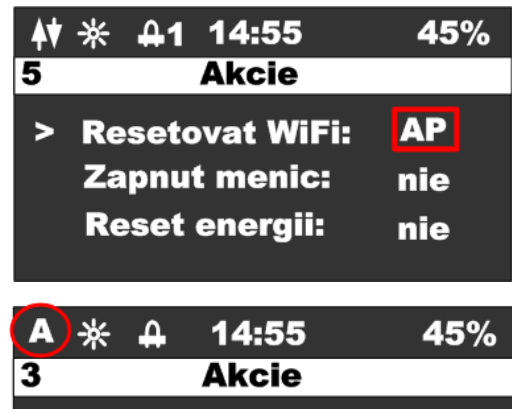 1 14:55 45%
5 Akcie
> Resetovat WiFi: AP
Zapnut menic: nie
Reset energii: nie
A 14:55 45%
3 Akcie